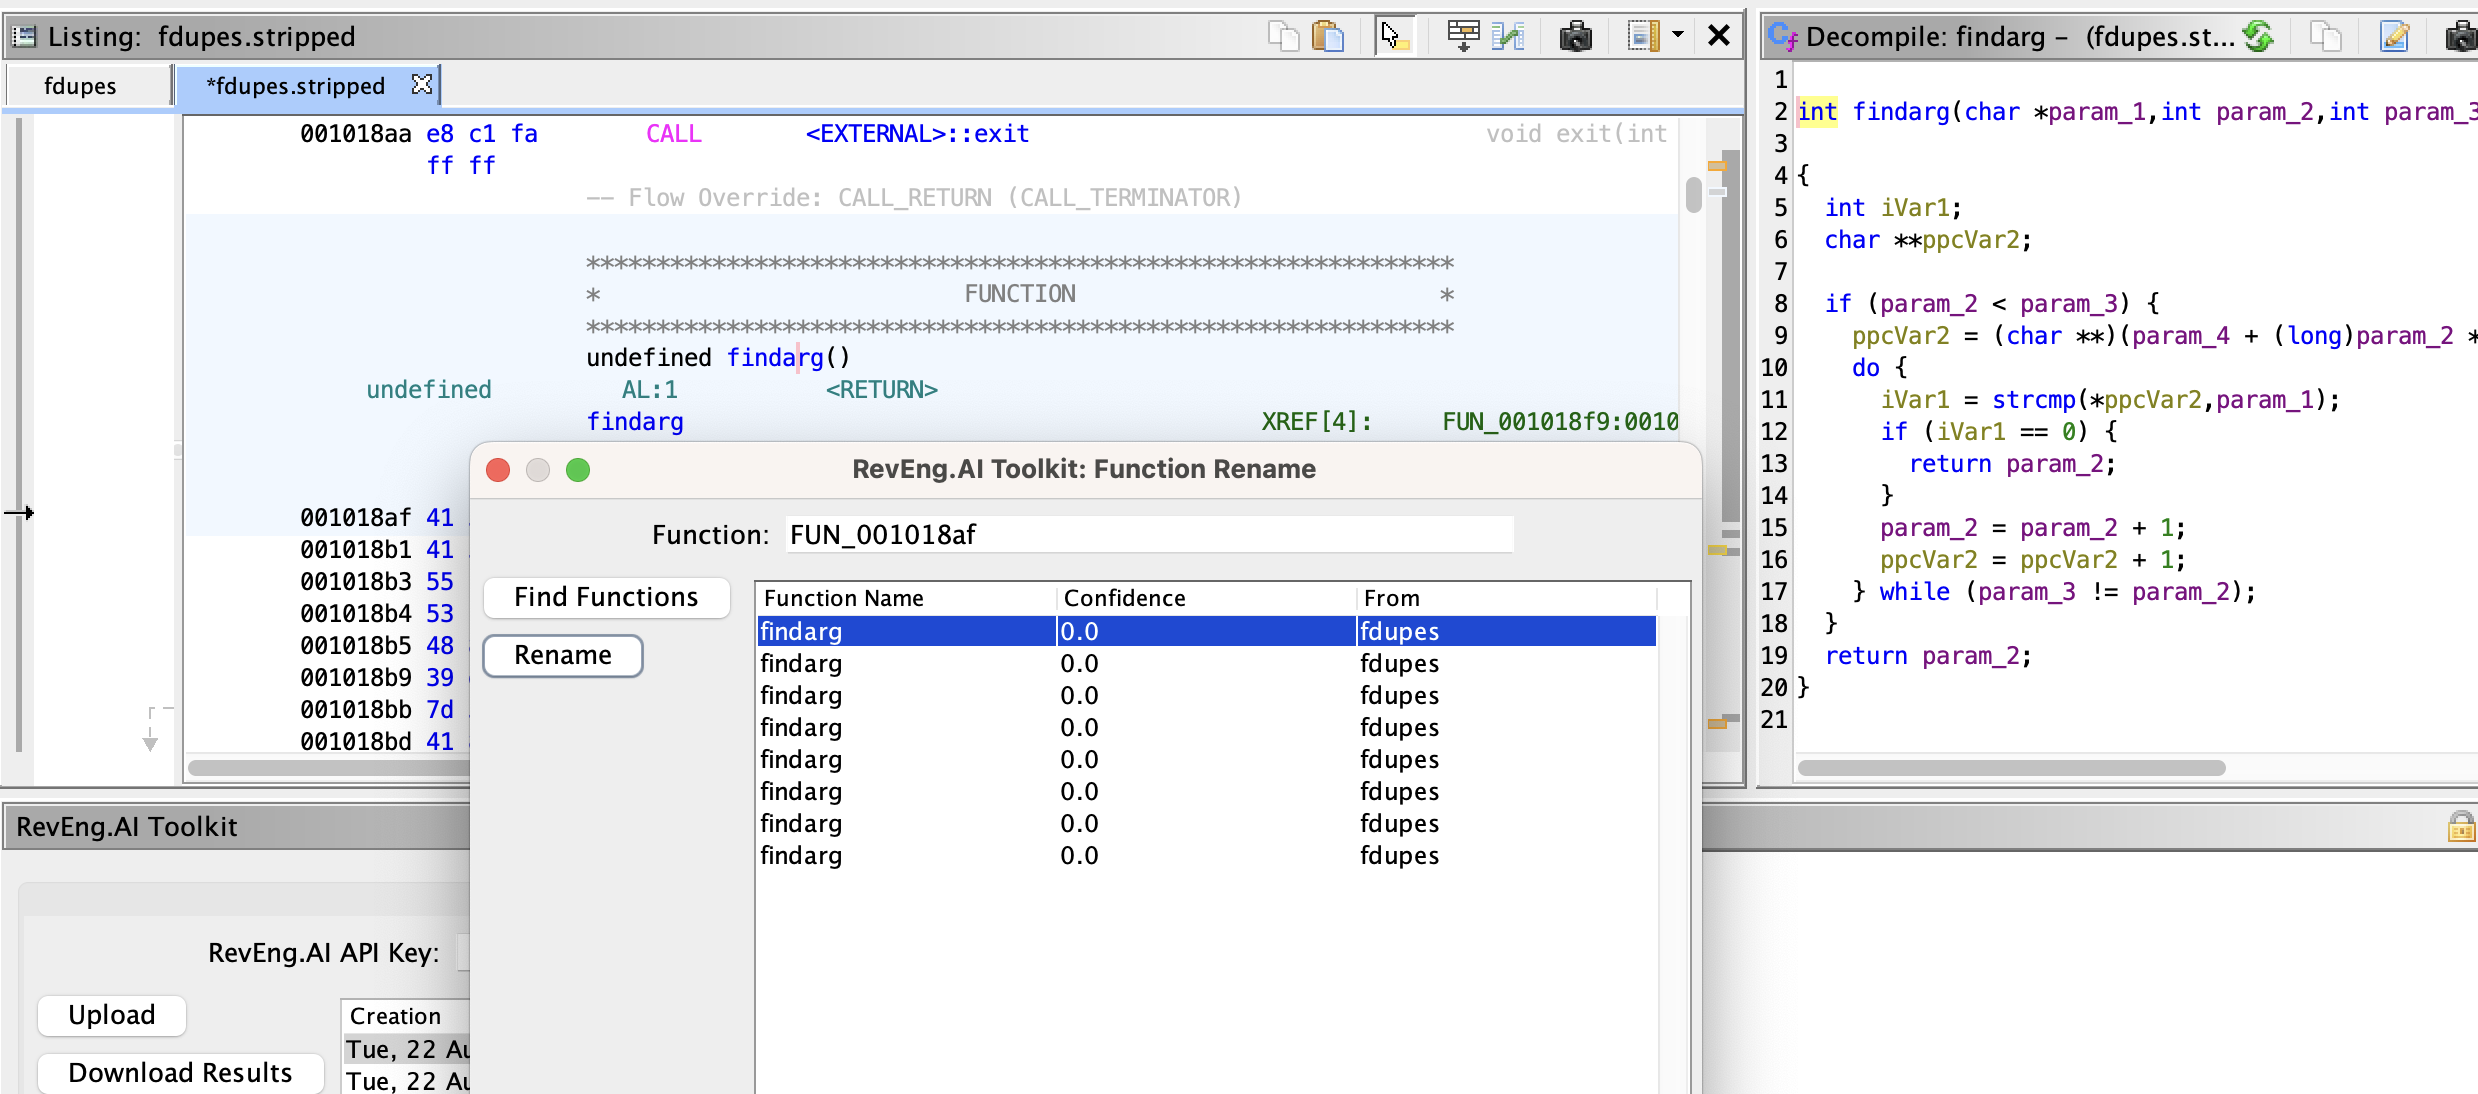 Listing: fdupes.stripped
fdupes
*fdupes.stripped
001018aa e8 c1 fa CALL <EXTERNAL>::exit void exit(int
ff ff
-- Flow Override: CALL_RETURN (CALL_TERMINATOR)
**************************************************************
* FUNCTION *
**************************************************************
undefined findarg()
undefined AL:1 <RETURN>
findarg XREF[4]: FUN_001018f9:0010
001018af 41
001018b1 41
001018b3 55
001018b4 53
001018b5 48
001018b9 39
001018bb 7d
001018bd 41
Decompile: findarg - (fdupes.st...
1
2 int findarg(char *param_1,int param_2,int param_3
3
4 {
5 int iVar1;
6 char **ppcVar2;
7
8 if (param_2 < param_3) {
9 ppcVar2 = (char **)(param_4 + (long)param_2 *
10 do {
11 iVar1 = strcmp(*ppcVar2,param_1);
12 if (iVar1 == 0) {
13 return param_2;
14 }
15 param_2 = param_2 + 1;
16 ppcVar2 = ppcVar2 + 1;
17 } while (param_3 != param_2);
18 }
19 return param_2;
20 }
21
RevEng.AI Toolkit: Function Rename
Function: FUN_001018af
Find Functions
Rename
Function Name Confidence From
findarg 0.0 fdupes
findarg 0.0 fdupes
findarg 0.0 fdupes
findarg 0.0 fdupes
findarg 0.0 fdupes
findarg 0.0 fdupes
findarg 0.0 fdupes
findarg 0.0 fdupes
RevEng.AI Toolkit
RevEng.AI API Key:
Upload
Download Results
Creation
Tue, 22 Au
Tue, 22 Au